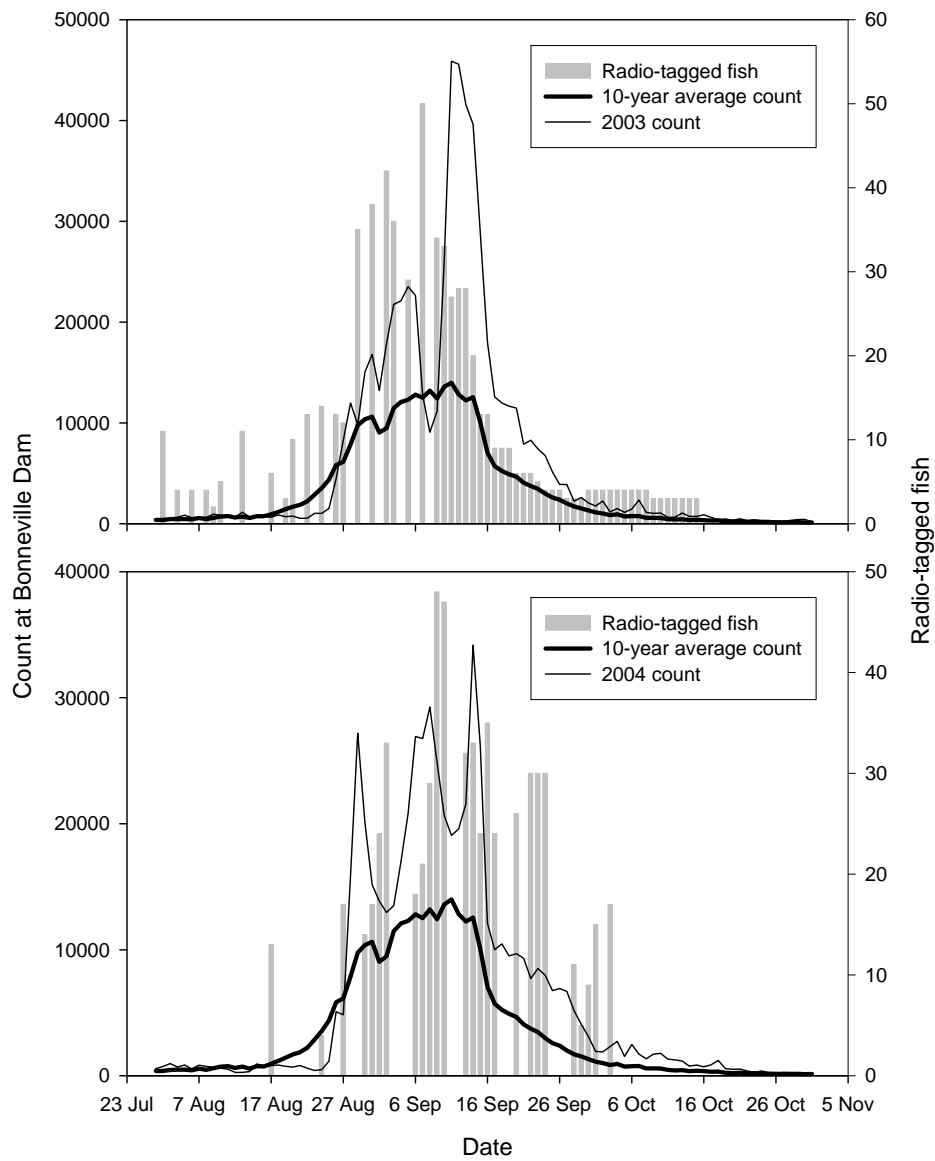 50000
40000
30000
20000
10000
0
60
50
40
30
20
10
0
Radio-tagged fish
10-year average count
2003 count
Count at Bonneville Dam
Radio-tagged fish
40000
30000
20000
10000
0
50
40
30
20
10
0
Radio-tagged fish
10-year average count
2004 count
23 Jul 7 Aug 17 Aug 27 Aug 6 Sep 16 Sep 26 Sep 6 Oct 16 Oct 26 Oct 5 Nov
Date